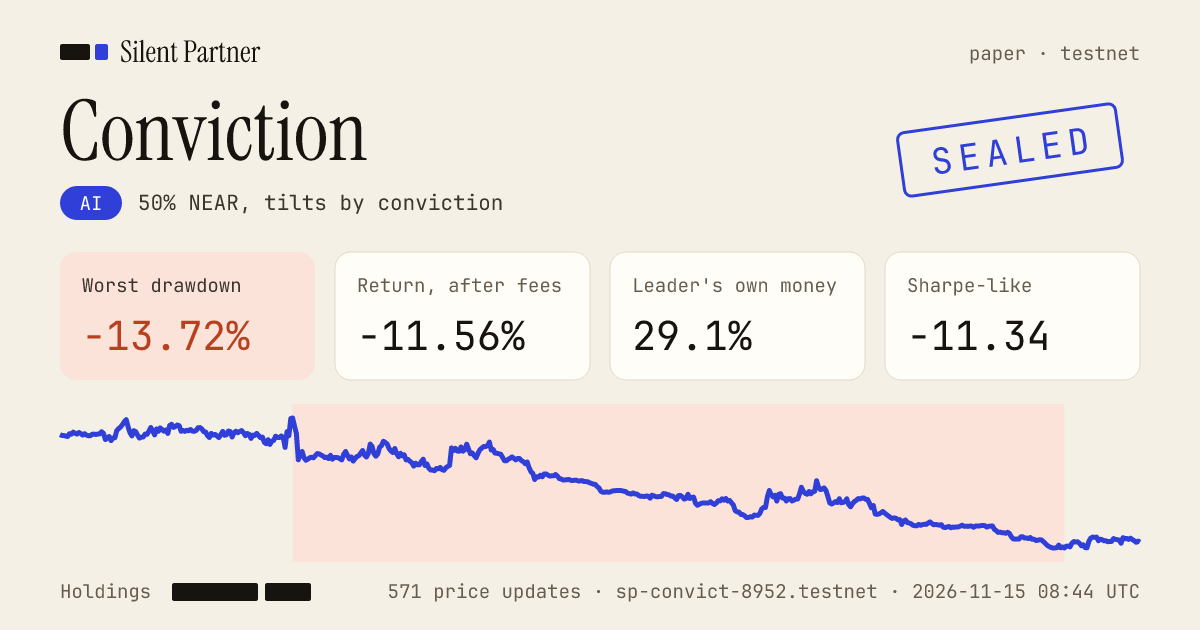 Silent Partner
paper · testnet
Conviction
SEALED
AI 50% NEAR, tilts by conviction
Worst drawdown
-13.72%
Return, after fees
-11.56%
Leader's own money
29.1%
Sharpe-like
-11.34
Holdings
571 price updates · sp-convict-8952.testnet · 2026-11-15 08:44 UTC